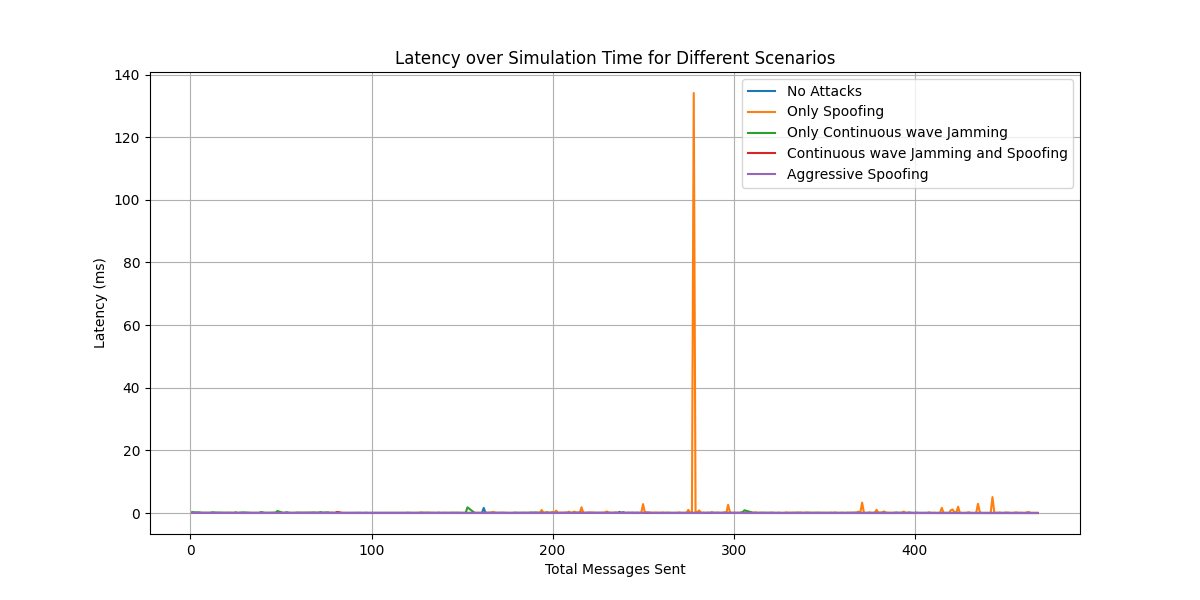 Latency over Simulation Time for Different Scenarios
140
120
100
80
60
40
20
0
Latency (ms)
No Attacks
Only Spoofing
Only Continuous wave Jamming
Continuous wave Jamming and Spoofing
Aggressive Spoofing
0 100 200 300 400
Total Messages Sent